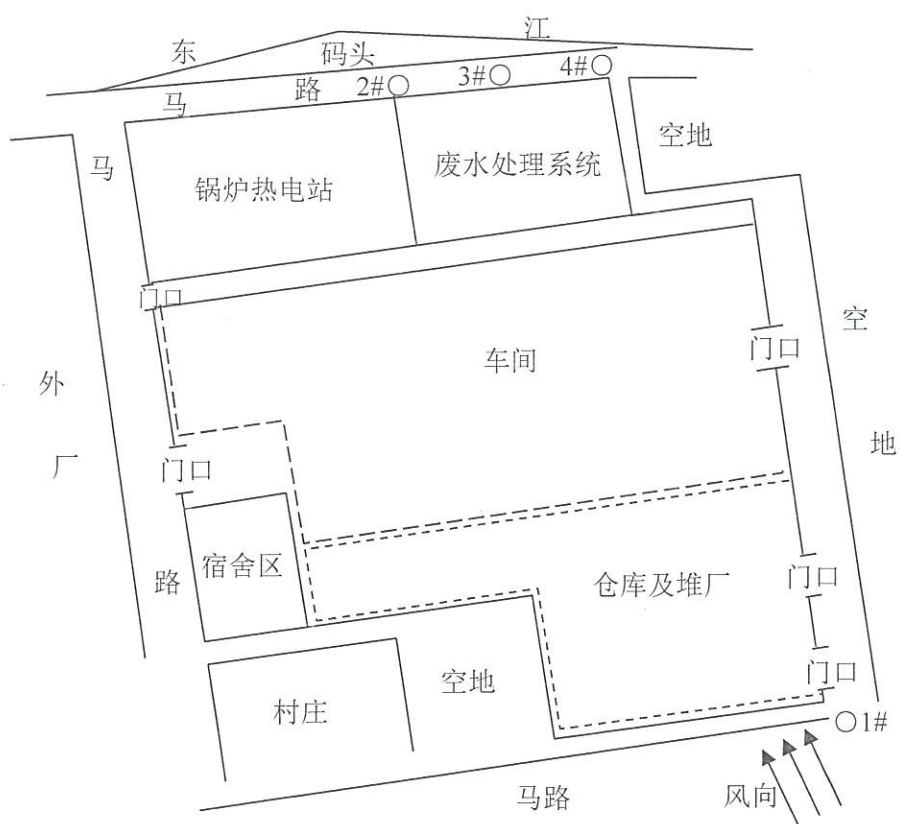 东
江
码头
马
路
2#
3#
4#
马
锅炉热电站
废水处理系统
空地
门口
外
厂
车间
门口
空
地
门口
路
宿舍区
仓库及堆厂
门口
门口
村庄
空地
1#
马路
风向